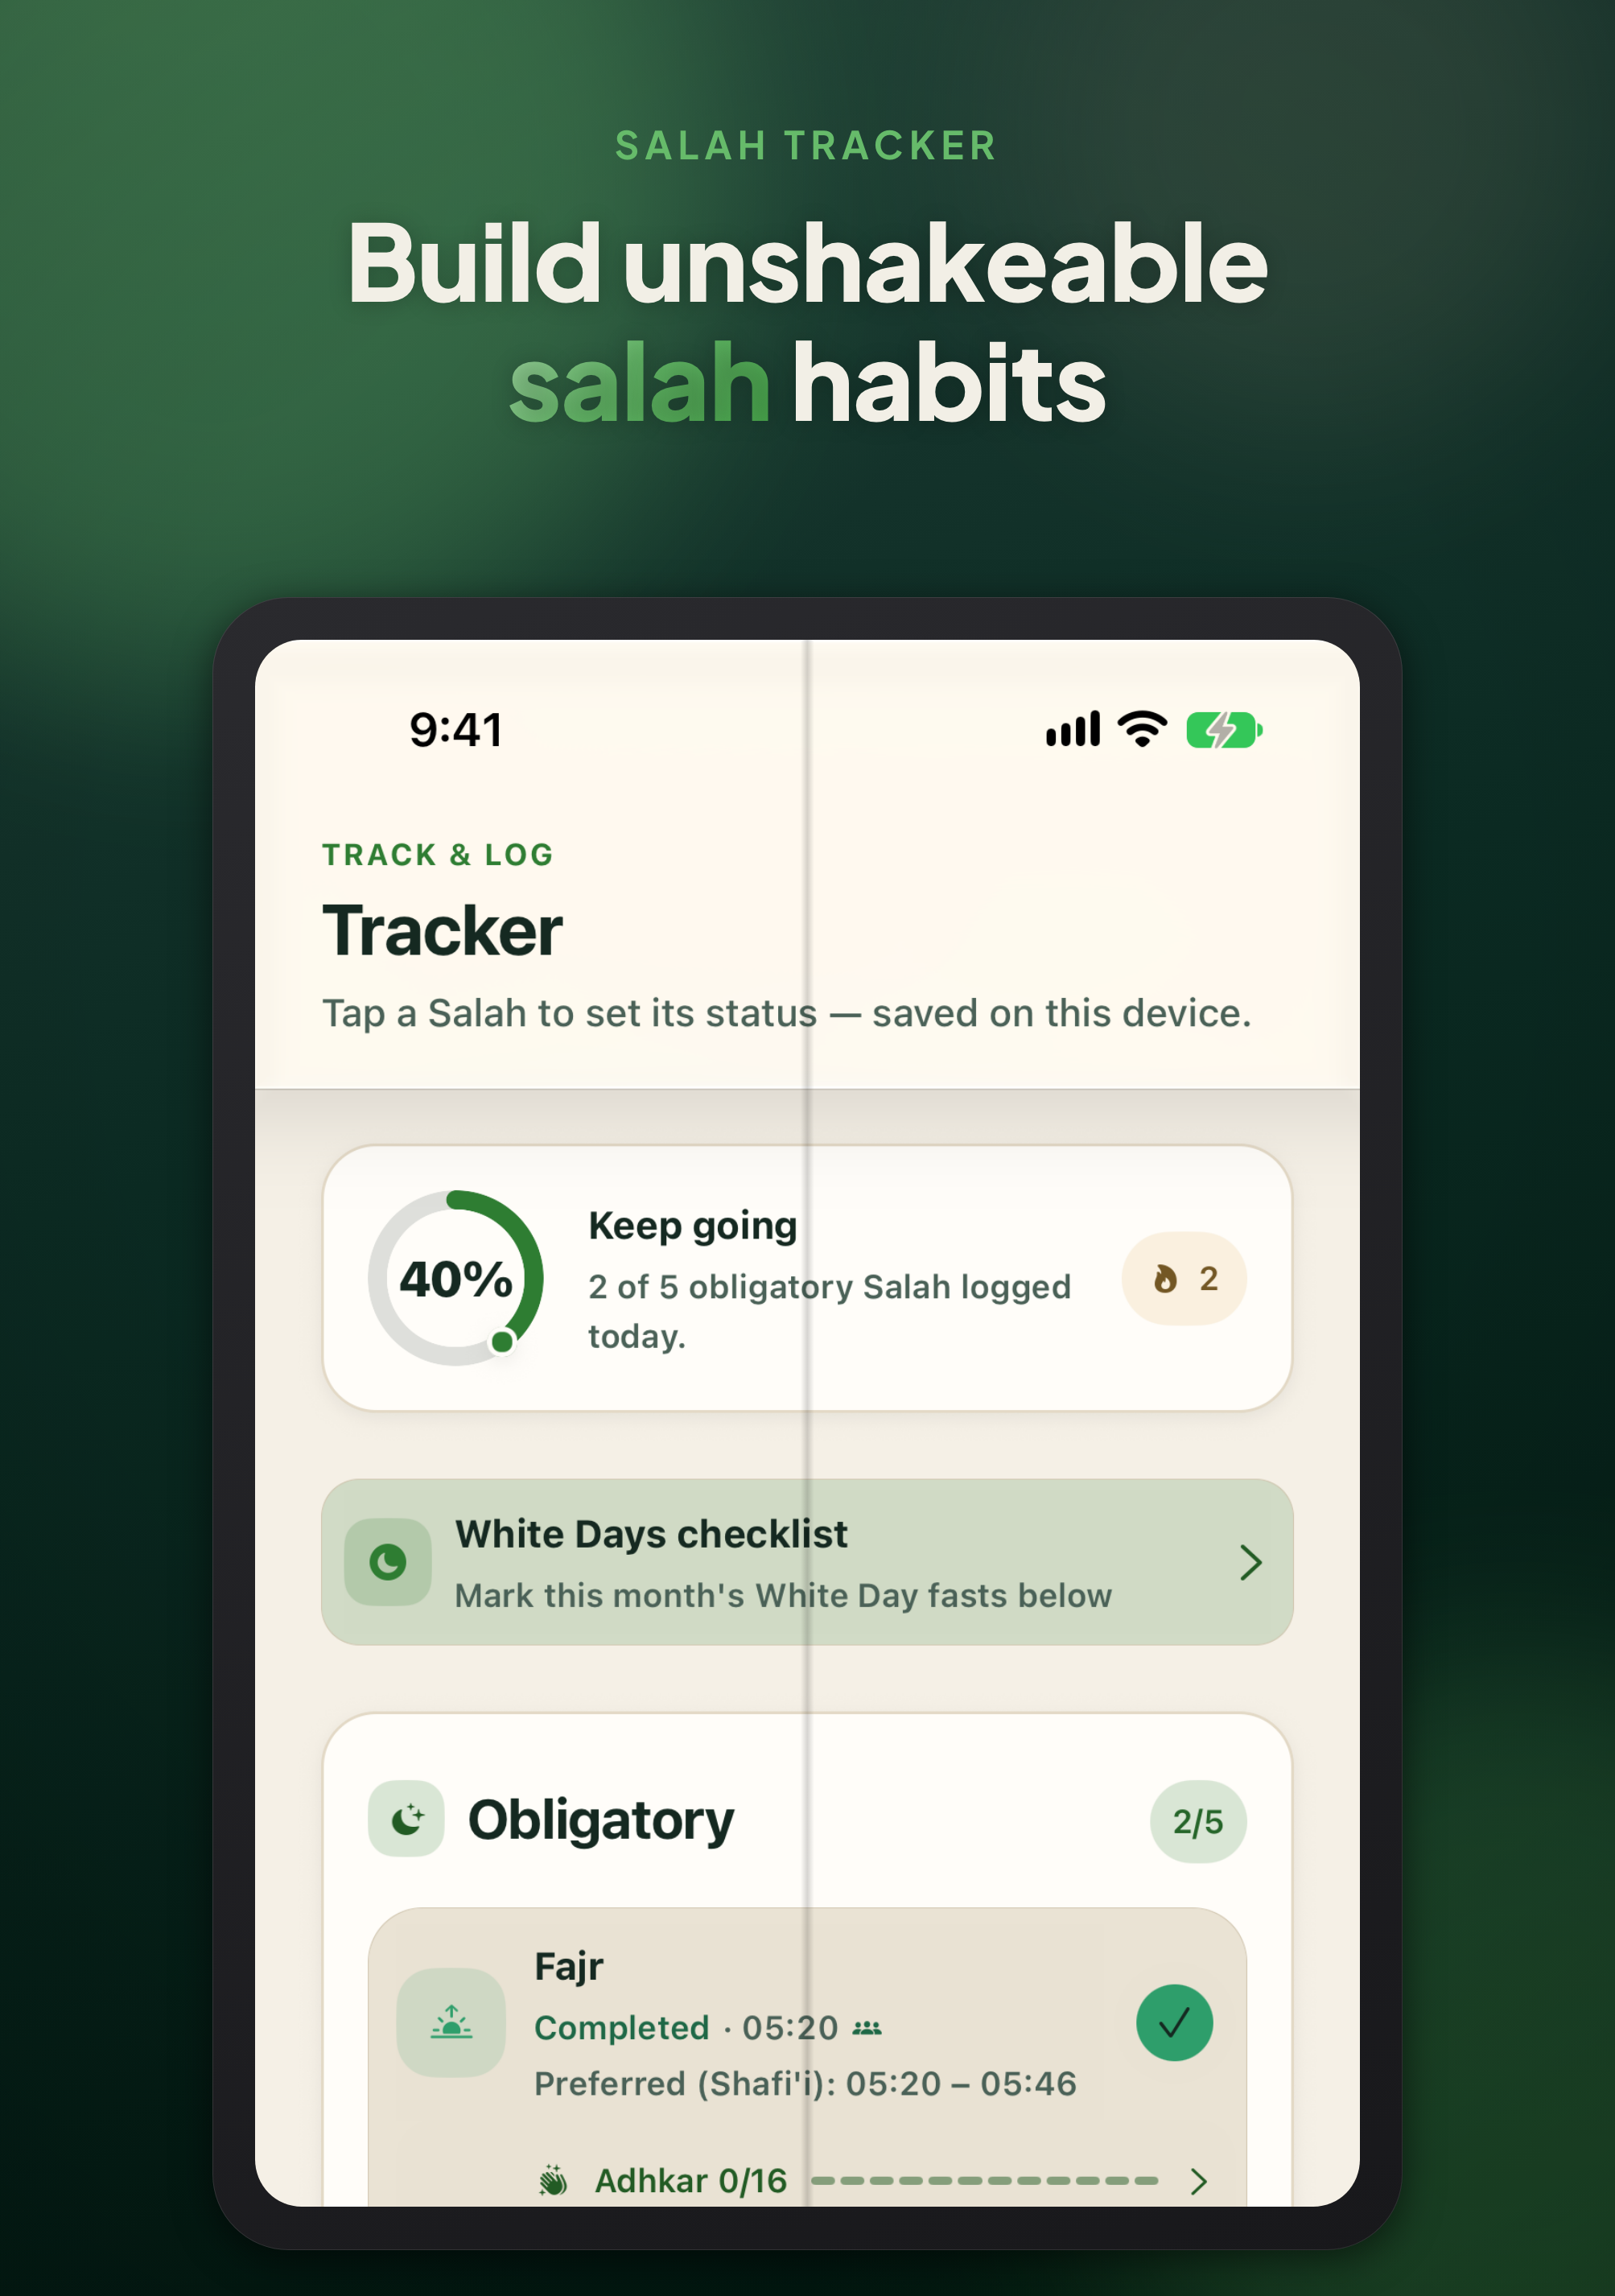 SALAH TRACKER
Build unshakeable
salah habits
9:41
TRACK & LOG
Tracker
Tap a Salah to set its status — saved on this device.
40%
Keep going
2 of 5 obligatory Salah logged
today.
2
White Days checklist
Mark this month's White Day fasts below
Obligatory
2/5
Fajr
Completed · 05:20
Preferred (Shafi'i): 05:20 – 05:46
Adhkar 0/16